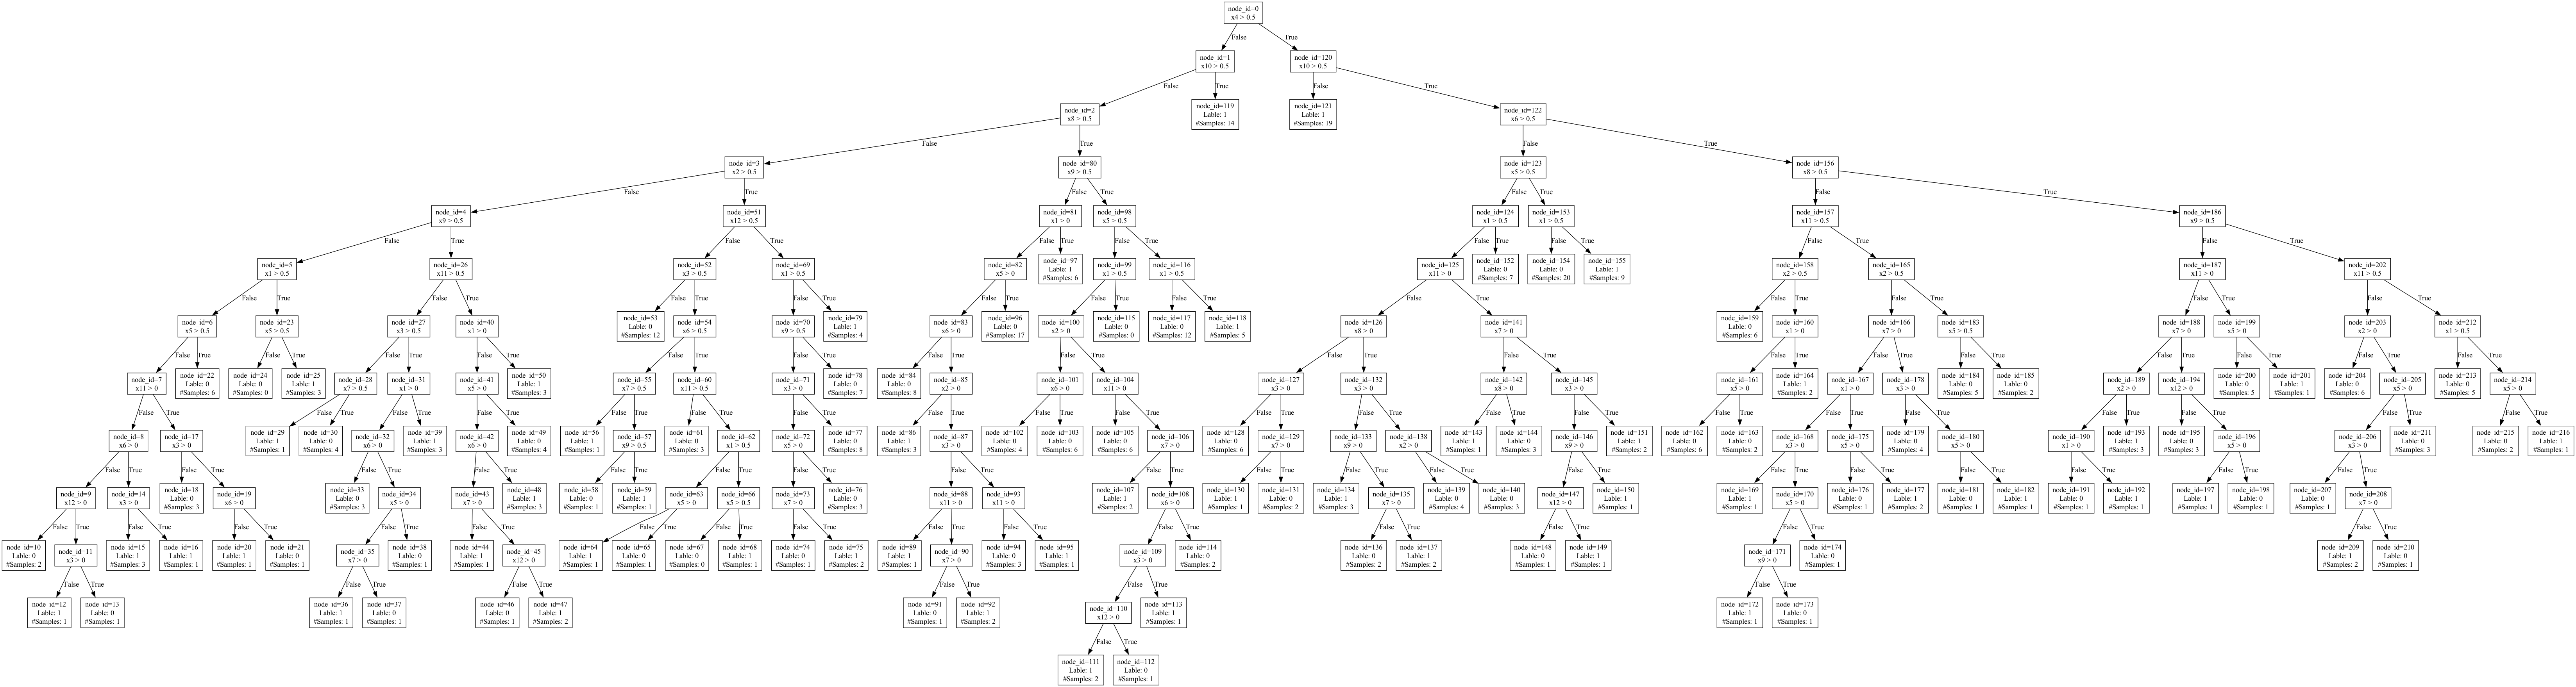 node_id=0
x4 > 0.5
False
node_id=1
x10 > 0.5
False
node_id=2
x8 > 0.5
False
node_id=3
x2 > 0.5
False
node_id=4
x9 > 0.5
False
node_id=5
x1 > 0.5
False
node_id=6
x5 > 0.5
False
node_id=7
x11 > 0
False
node_id=8
x6 > 0
False
node_id=9
x12 > 0
False
node_id=10
Lable: 0
#Samples: 2
True
node_id=11
x3 > 0
False
node_id=12
Lable: 1
#Samples: 1
True
node_id=13
Lable: 0
#Samples: 1
True
node_id=14
x3 > 0
False
node_id=15
Lable: 1
#Samples: 3
True
node_id=16
Lable: 1
#Samples: 1
True
node_id=17
x3 > 0
False
node_id=18
Lable: 0
#Samples: 3
True
node_id=19
x6 > 0
False
node_id=20
Lable: 1
#Samples: 1
True
node_id=21
Lable: 0
#Samples: 1
True
node_id=22
Lable: 0
#Samples: 6
True
node_id=23
x5 > 0.5
False
node_id=24
Lable: 0
#Samples: 0
True
node_id=25
Lable: 1
#Samples: 3
True
node_id=26
x11 > 0.5
False
node_id=27
x3 > 0.5
False
node_id=28
x7 > 0.5
False
node_id=29
Lable: 1
#Samples: 1
True
node_id=30
Lable: 0
#Samples: 4
True
node_id=31
x1 > 0
False
node_id=32
x6 > 0
False
node_id=33
Lable: 0
#Samples: 3
True
node_id=34
x5 > 0
False
node_id=35
x7 > 0
False
node_id=36
Lable: 1
#Samples: 1
True
node_id=37
Lable: 0
#Samples: 1
True
node_id=38
Lable: 0
#Samples: 1
True
node_id=39
Lable: 1
#Samples: 3
True
node_id=40
x1 > 0
False
node_id=41
x5 > 0
False
node_id=42
x6 > 0
False
node_id=43
x7 > 0
False
node_id=44
Lable: 1
#Samples: 1
True
node_id=45
x12 > 0
False
node_id=46
Lable: 0
#Samples: 1
True
node_id=47
Lable: 1
#Samples: 2
True
node_id=48
Lable: 1
#Samples: 3
True
node_id=49
Lable: 0
#Samples: 4
True
node_id=50
Lable: 1
#Samples: 3
True
node_id=51
x12 > 0.5
False
node_id=52
x3 > 0.5
False
node_id=53
Lable: 0
#Samples: 12
True
node_id=54
x6 > 0.5
False
node_id=55
x7 > 0.5
False
node_id=56
Lable: 1
#Samples: 1
True
node_id=57
x9 > 0.5
False
node_id=58
Lable: 0
#Samples: 1
True
node_id=59
Lable: 1
#Samples: 1
True
node_id=60
x11 > 0.5
False
node_id=61
Lable: 0
#Samples: 3
True
node_id=62
x1 > 0.5
False
node_id=63
x5 > 0
False
node_id=64
Lable: 1
#Samples: 1
True
node_id=65
Lable: 0
#Samples: 1
True
node_id=66
x5 > 0.5
False
node_id=67
Lable: 0
#Samples: 0
True
node_id=68
Lable: 1
#Samples: 1
True
node_id=69
x1 > 0.5
False
node_id=70
x9 > 0.5
False
node_id=71
x3 > 0
False
node_id=72
x5 > 0
False
node_id=73
x7 > 0
False
node_id=74
Lable: 0
#Samples: 1
True
node_id=75
Lable: 1
#Samples: 2
True
node_id=76
Lable: 0
#Samples: 3
True
node_id=77
Lable: 0
#Samples: 8
True
node_id=78
Lable: 0
#Samples: 7
True
node_id=79
Lable: 1
#Samples: 4
True
node_id=80
x9 > 0.5
False
node_id=81
x1 > 0
False
node_id=82
x5 > 0
False
node_id=83
x6 > 0
False
node_id=84
Lable: 0
#Samples: 8
True
node_id=85
x2 > 0
False
node_id=86
Lable: 1
#Samples: 3
True
node_id=87
x3 > 0
False
node_id=88
x11 > 0
False
node_id=89
Lable: 1
#Samples: 1
True
node_id=90
x7 > 0
False
node_id=91
Lable: 0
#Samples: 1
True
node_id=92
Lable: 1
#Samples: 2
True
node_id=93
x11 > 0
False
node_id=94
Lable: 0
#Samples: 3
True
node_id=95
Lable: 1
#Samples: 1
True
node_id=96
Lable: 0
#Samples: 17
True
node_id=97
Lable: 1
#Samples: 6
True
node_id=98
x5 > 0.5
False
node_id=99
x1 > 0.5
False
node_id=100
x2 > 0
False
node_id=101
x6 > 0
False
node_id=102
Lable: 0
#Samples: 4
True
node_id=103
Lable: 0
#Samples: 6
True
node_id=104
x11 > 0
False
node_id=105
Lable: 0
#Samples: 6
True
node_id=106
x7 > 0
False
node_id=107
Lable: 1
#Samples: 2
True
node_id=108
x6 > 0
False
node_id=109
x3 > 0
False
node_id=110
x12 > 0
False
node_id=111
Lable: 1
#Samples: 2
True
node_id=112
Lable: 0
#Samples: 1
True
node_id=113
Lable: 1
#Samples: 1
True
node_id=114
Lable: 0
#Samples: 2
True
node_id=115
Lable: 0
#Samples: 0
True
node_id=116
x1 > 0.5
False
node_id=117
Lable: 0
#Samples: 12
True
node_id=118
Lable: 1
#Samples: 5
True
node_id=119
Lable: 1
#Samples: 14
True
node_id=120
x10 > 0.5
False
node_id=121
Lable: 1
#Samples: 19
True
node_id=122
x6 > 0.5
False
node_id=123
x5 > 0.5
False
node_id=124
x1 > 0.5
False
node_id=125
x11 > 0
False
node_id=126
x8 > 0
False
node_id=127
x3 > 0
False
node_id=128
Lable: 0
#Samples: 6
True
node_id=129
x7 > 0
False
node_id=130
Lable: 1
#Samples: 1
True
node_id=131
Lable: 0
#Samples: 2
True
node_id=132
x3 > 0
False
node_id=133
x9 > 0
False
node_id=134
Lable: 1
#Samples: 3
True
node_id=135
x7 > 0
False
node_id=136
Lable: 0
#Samples: 2
True
node_id=137
Lable: 1
#Samples: 2
True
node_id=138
x2 > 0
False
node_id=139
Lable: 0
#Samples: 4
True
node_id=140
Lable: 0
#Samples: 3
True
node_id=141
x7 > 0
False
node_id=142
x8 > 0
False
node_id=143
Lable: 1
#Samples: 1
True
node_id=144
Lable: 0
#Samples: 3
True
node_id=145
x3 > 0
False
node_id=146
x9 > 0
False
node_id=147
x12 > 0
False
node_id=148
Lable: 0
#Samples: 1
True
node_id=149
Lable: 1
#Samples: 1
True
node_id=150
Lable: 1
#Samples: 1
True
node_id=151
Lable: 1
#Samples: 2
True
node_id=152
Lable: 0
#Samples: 7
True
node_id=153
x1 > 0.5
False
node_id=154
Lable: 0
#Samples: 20
True
node_id=155
Lable: 1
#Samples: 9
True
node_id=156
x8 > 0.5
False
node_id=157
x11 > 0.5
False
node_id=158
x2 > 0.5
False
node_id=159
Lable: 0
#Samples: 6
True
node_id=160
x1 > 0
False
node_id=161
x5 > 0
False
node_id=162
Lable: 0
#Samples: 6
True
node_id=163
Lable: 0
#Samples: 2
True
node_id=164
Lable: 1
#Samples: 2
True
node_id=165
x2 > 0.5
False
node_id=166
x7 > 0
False
node_id=167
x1 > 0
False
node_id=168
x3 > 0
False
node_id=169
Lable: 1
#Samples: 1
True
node_id=170
x5 > 0
False
node_id=171
x9 > 0
False
node_id=172
Lable: 1
#Samples: 1
True
node_id=173
Lable: 0
#Samples: 1
True
node_id=174
Lable: 0
#Samples: 1
True
node_id=175
x5 > 0
False
node_id=176
Lable: 0
#Samples: 1
True
node_id=177
Lable: 1
#Samples: 2
True
node_id=178
x3 > 0
False
node_id=179
Lable: 0
#Samples: 4
True
node_id=180
x5 > 0
False
node_id=181
Lable: 0
#Samples: 1
True
node_id=182
Lable: 1
#Samples: 1
True
node_id=183
x5 > 0.5
False
node_id=184
Lable: 0
#Samples: 5
True
node_id=185
Lable: 0
#Samples: 2
True
node_id=186
x9 > 0.5
False
node_id=187
x11 > 0
False
node_id=188
x7 > 0
False
node_id=189
x2 > 0
False
node_id=190
x1 > 0
False
node_id=191
Lable: 0
#Samples: 1
True
node_id=192
Lable: 1
#Samples: 1
True
node_id=193
Lable: 1
#Samples: 3
True
node_id=194
x12 > 0
False
node_id=195
Lable: 0
#Samples: 3
True
node_id=196
x5 > 0
False
node_id=197
Lable: 1
#Samples: 1
True
node_id=198
Lable: 0
#Samples: 1
True
node_id=199
x5 > 0
False
node_id=200
Lable: 0
#Samples: 5
True
node_id=201
Lable: 1
#Samples: 1
True
node_id=202
x11 > 0.5
False
node_id=203
x2 > 0
False
node_id=204
Lable: 0
#Samples: 6
True
node_id=205
x5 > 0
False
node_id=206
x3 > 0
False
node_id=207
Lable: 0
#Samples: 1
True
node_id=208
x7 > 0
False
node_id=209
Lable: 1
#Samples: 2
True
node_id=210
Lable: 0
#Samples: 1
True
node_id=211
Lable: 0
#Samples: 3
True
node_id=212
x1 > 0.5
False
node_id=213
Lable: 0
#Samples: 5
True
node_id=214
x5 > 0
False
node_id=215
Lable: 0
#Samples: 2
True
node_id=216
Lable: 1
#Samples: 1